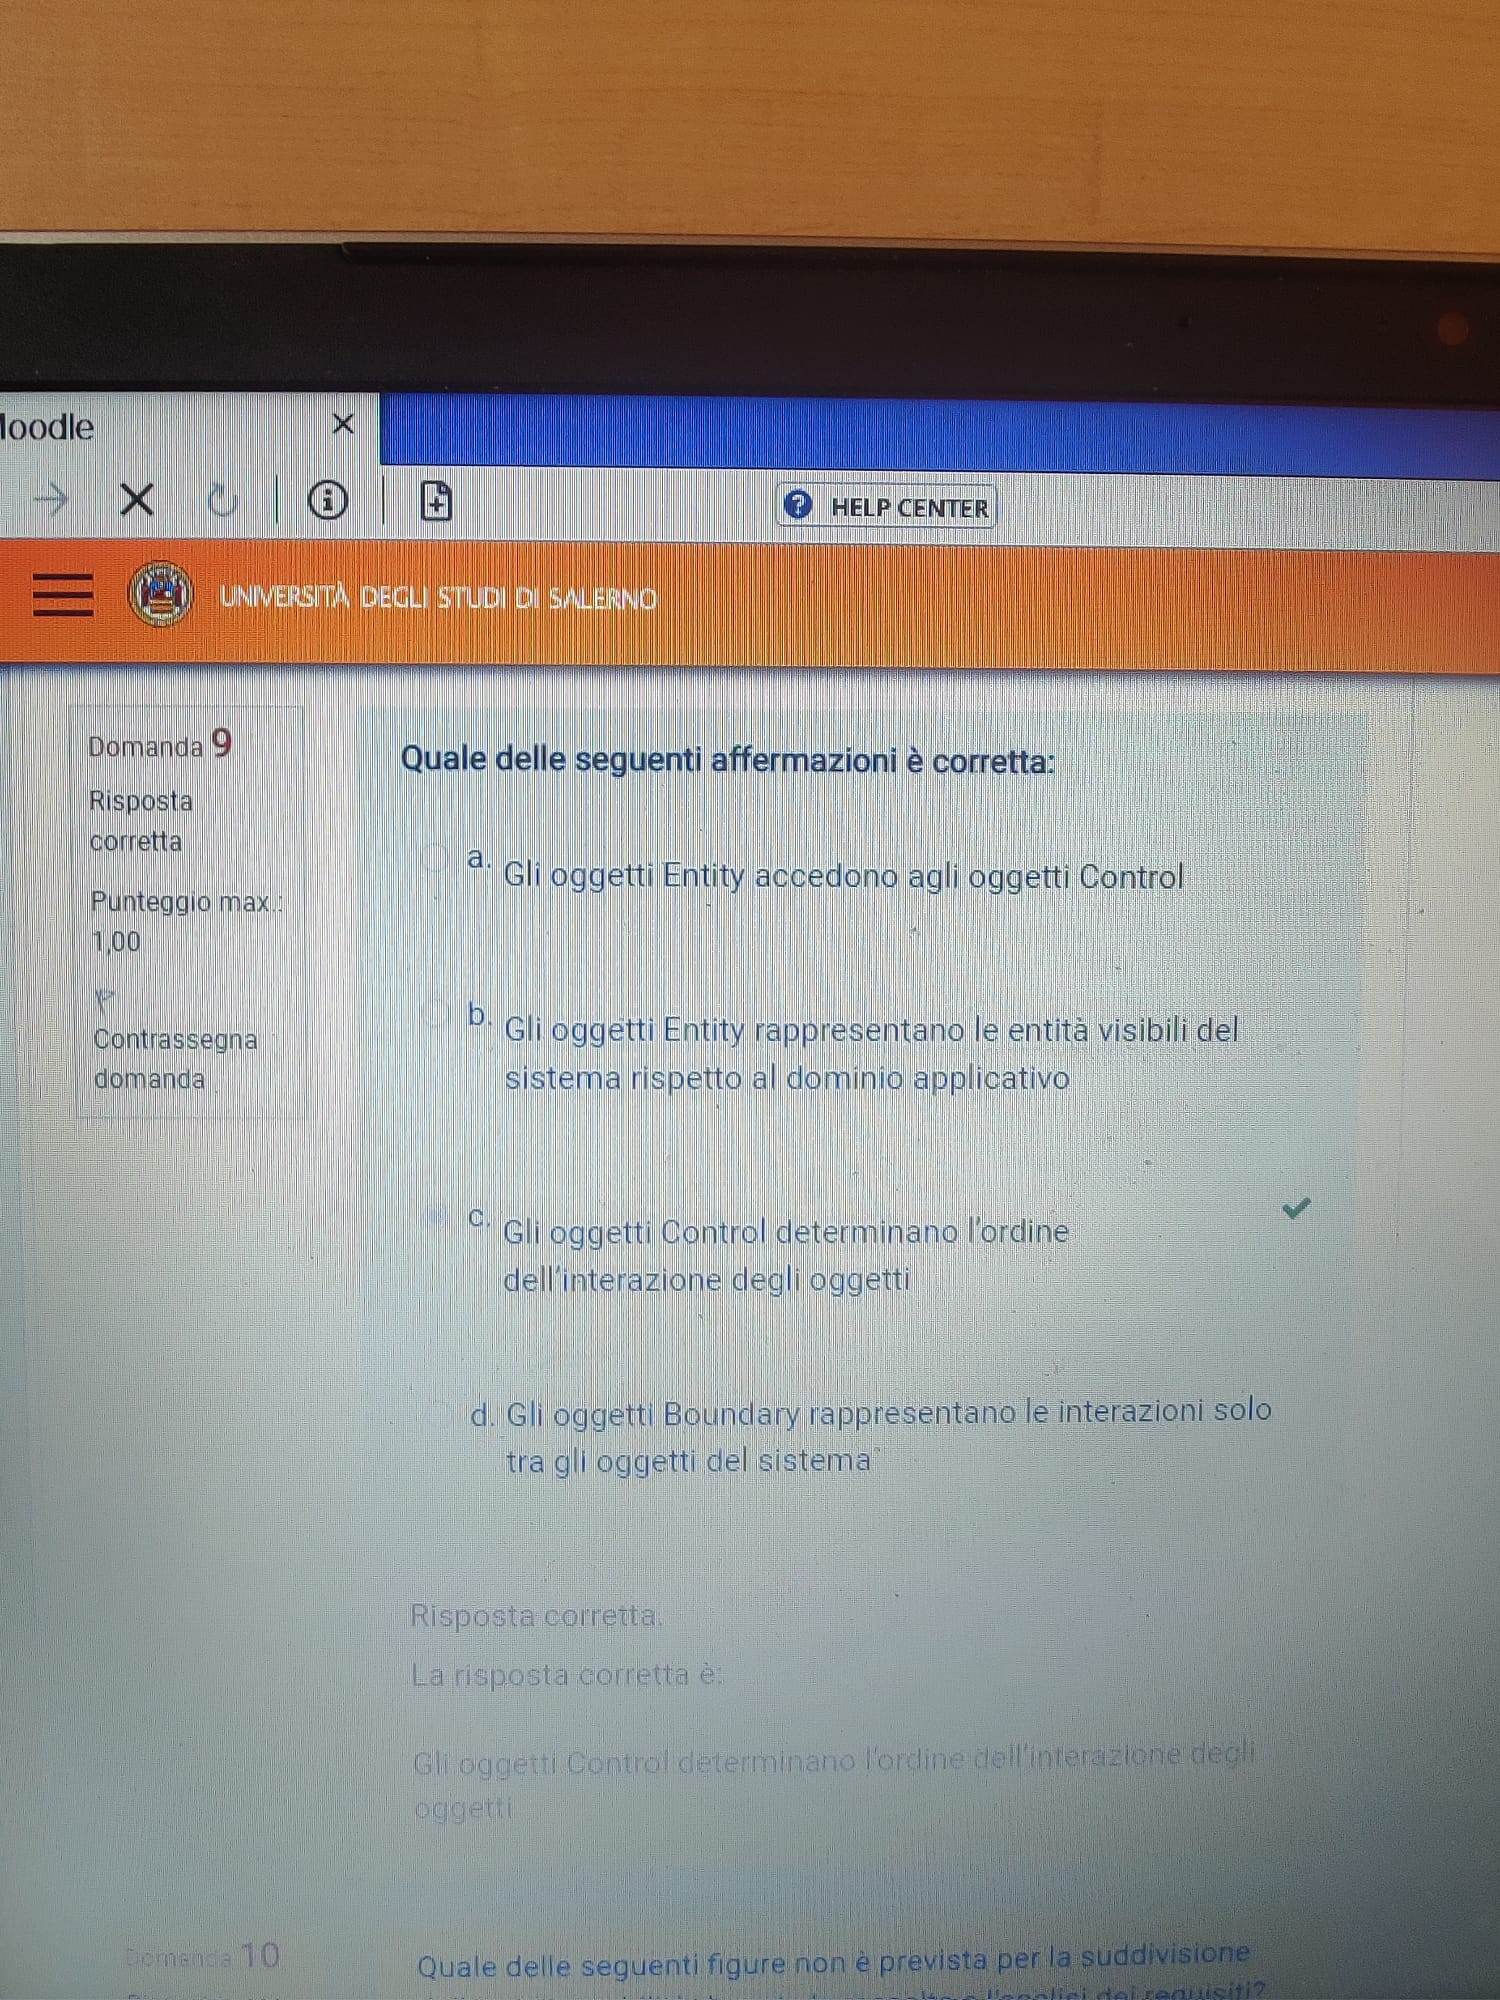 Moodle
HELP CENTER
UNIVERSITÀ DEGLI STUDI DI SALERNO
Domanda 9
Risposta
corretta
Punteggio max.:
1,00
Contrassegna
domanda
Quale delle seguenti affermazioni è corretta:
a. Gli oggetti Entity accedono agli oggetti Control
b. Gli oggetti Entity rappresentano le entità visibili del
sistema rispetto al dominio applicativo
c. Gli oggetti Control determinano l'ordine
dell'interazione degli oggetti
d. Gli oggetti Boundary rappresentano le interazioni solo
tra gli oggetti del sistema
Risposta corretta.
La risposta corretta è:
Gli oggetti Control determinano l'ordine dell'interazione degli
oggetti
Domanda 10
Quale delle seguenti figure non è prevista per la suddivisione
l'analisi dei requisiti?